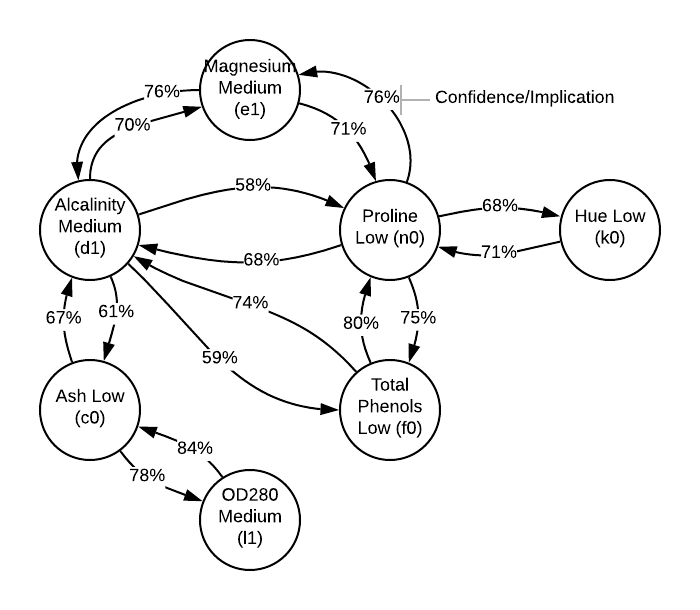 Magnesium
Medium
(e1)
76%
76%
Confidence/Implication
70%
71%
Alcalinity
Medium
(d1)
58%
Proline
Low (n0)
68%
Hue Low
(k0)
68%
71%
74%
67%
61%
80%
75%
59%
Ash Low
(c0)
Total
Phenols
Low (f0)
84%
78%
OD280
Medium
(l1)